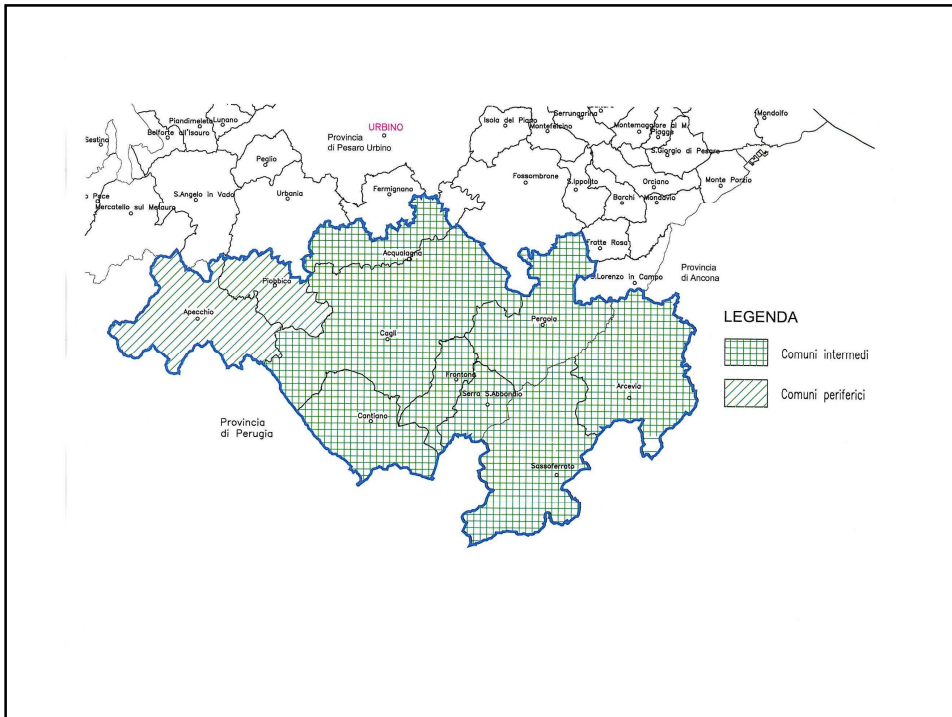 Mondolfo
Serrungarina
Piandimeleto
Lunano
Isola del Piano
URBINO
Montefelcino
Montemaggiore al M.
Belforte all'Isauro
Provincia
di Pesaro Urbino
Piagge
Sestino
S.Giorgio di Pesaro
Peglio
Fossombrone
Orciano
Monte Porzio
Fermignano
S.Ippolito
S.Angelo in Vado
Urbania
Pace
Barchi
Mondavio
Mercatello sul Metauro
Fratte Rosa
Acqualagna
Provincia
di Ancona
S.Lorenzo in Campo
Piobbico
Apecchio
Pergola
LEGENDA
Cagli
Comuni intermedi
Frontone
Arcevia
Serra S.Abbondio
Comuni periferici
Cantiano
Provincia
di Perugia
Sassoferrato